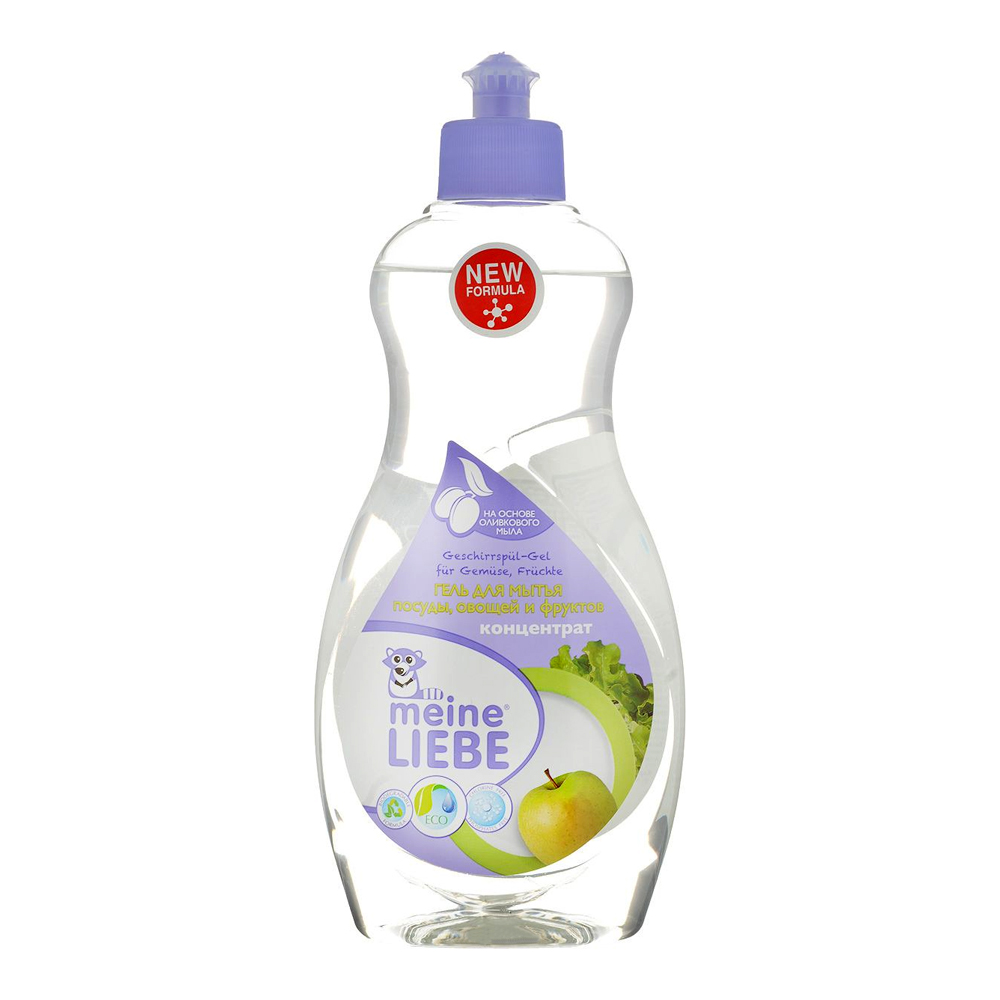 NEW
FORMULA
НА ОСНОВЕ
ОЛИВКОВОГО
МЫЛА
Geschirrspül-Gel
für Gemüse, Früchte
ГЕЛЬ ДЛЯ МЫТЬЯ
ПОСУДЫ, ОВОЩЕЙ И ФРУКТОВ
КОНЦЕНТРАТ
meine®
LIEBE
ECO